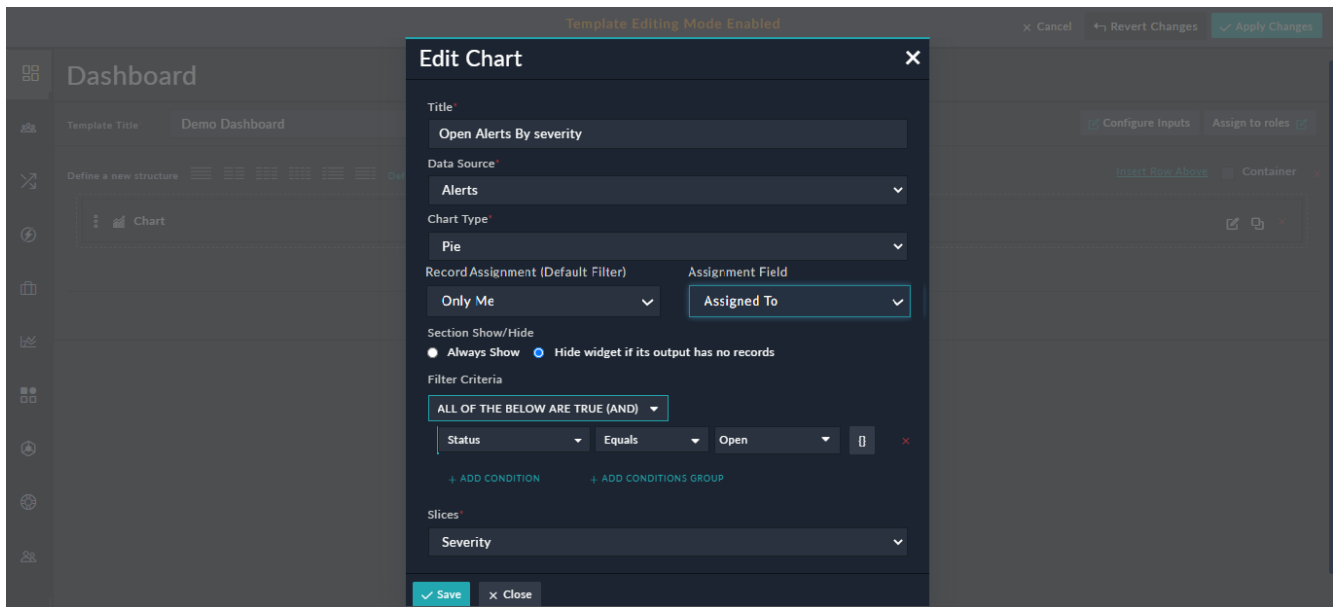 Template Editing Mode Enabled
× Cancel
Revert Changes
Apply Changes
Edit Chart
Dashboard
Title*
Template Title
Demo Dashboard
Open Alerts By severity
Configure Inputs
Assign to roles
Data Source*
Define a new structure
Insert Row Above
Container
Alerts
Chart Type*
Chart
Pie
Record Assignment (Default Filter)
Assignment Field
Only Me
Assigned To
Section Show/Hide
Always Show
Hide widget if its output has no records
Filter Criteria
ALL OF THE BELOW ARE TRUE (AND)
Status
Equals
Open
{}
+ ADD CONDITION
+ ADD CONDITIONS GROUP
Slices*
Severity
Save
× Close